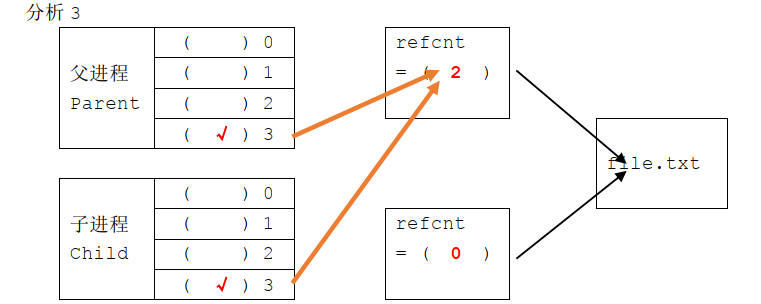 分析 3
父进程
Parent
( ) 0
( ) 1
( ) 2
( √ ) 3
refcnt
= ( 2 )
file.txt
子进程
Child
( ) 0
( ) 1
( ) 2
( √ ) 3
refcnt
= ( 0 )